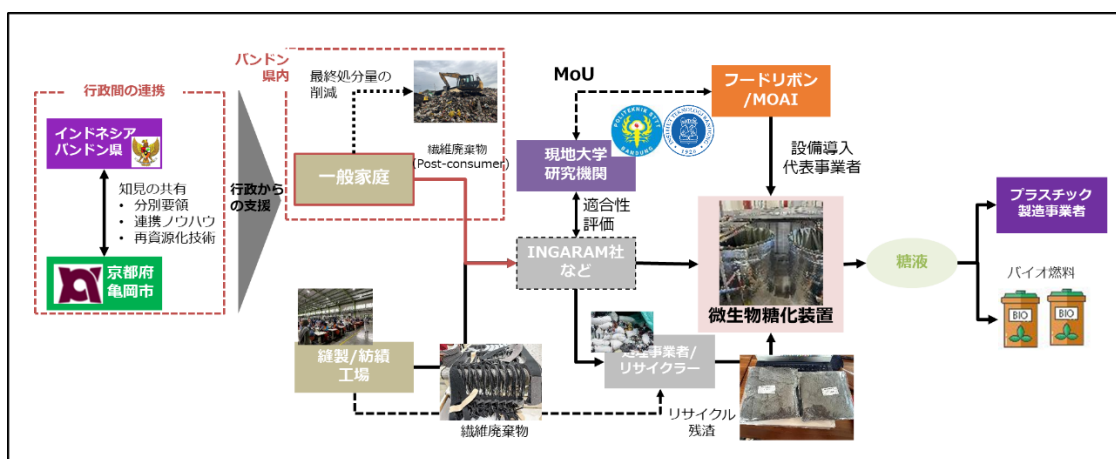 行政間の連携
インドネシア
バンドン県
知見の共有
• 分別要領
• 連携ノウハウ
• 再資源化技術
京都府
亀岡市
行政から
の支援
バンドン
県内
最終処分量の
削減
繊維廃棄物
(Post-consumer)
一般家庭
縫製/紡績
工場
繊維廃棄物
MoU
現地大学
研究機関
POLITEKNIK STTT
BANDUNG
INSTITUT TEKNOLOGI BANDUNG
1920
適合性
評価
INGARAM社
など
処理事業者/
リサイクラー
リサイクル
残渣
フードリボン
/MOAI
設備導入
代表事業者
微生物糖化装置
糖液
プラスチック
製造事業者
バイオ燃料
BIO
BIO